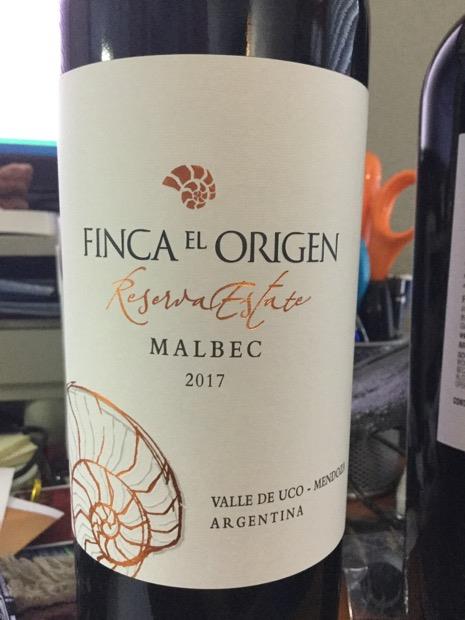 FINCA EL ORIGEN
Reserva Estate
MALBEC
2017
VALLE DE UCO - MENDOZA
ARGENTINA